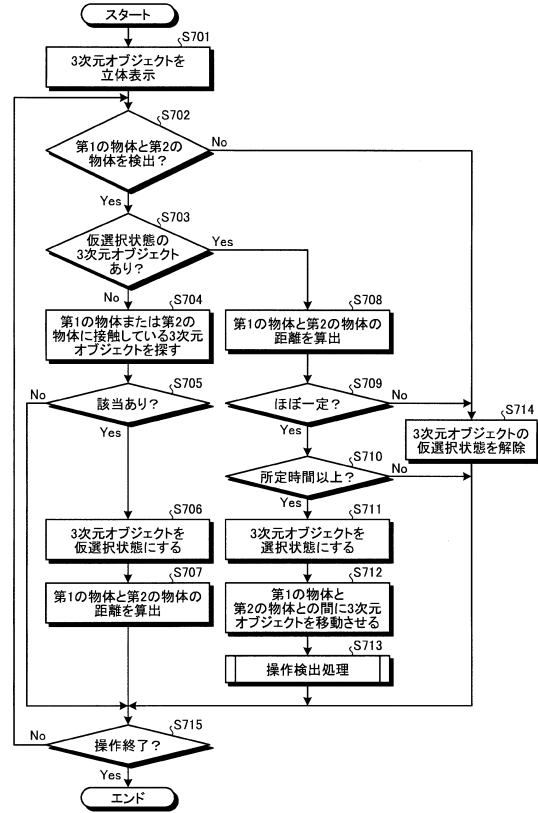 スタート
S701
3次元オブジェクトを
立体表示
S702
第1の物体と第2の
物体を検出？
No
Yes
S703
仮選択状態の
3次元オブジェクト
あり？
Yes
No
S704
第1の物体または第2の
物体に接触している3次元
オブジェクトを探す
S708
第1の物体と第2の物体の
距離を算出
S705
該当あり？
No
Yes
S709
ほぼ一定？
No
Yes
S714
3次元オブジェクトの
仮選択状態を解除
S710
所定時間以上？
No
Yes
S706
3次元オブジェクトを
仮選択状態にする
S711
3次元オブジェクトを
選択状態にする
S707
第1の物体と第2の物体の
距離を算出
S712
第1の物体と
第2の物体との間に3次元
オブジェクトを移動させる
S713
操作検出処理
S715
操作終了？
No
Yes
エンド